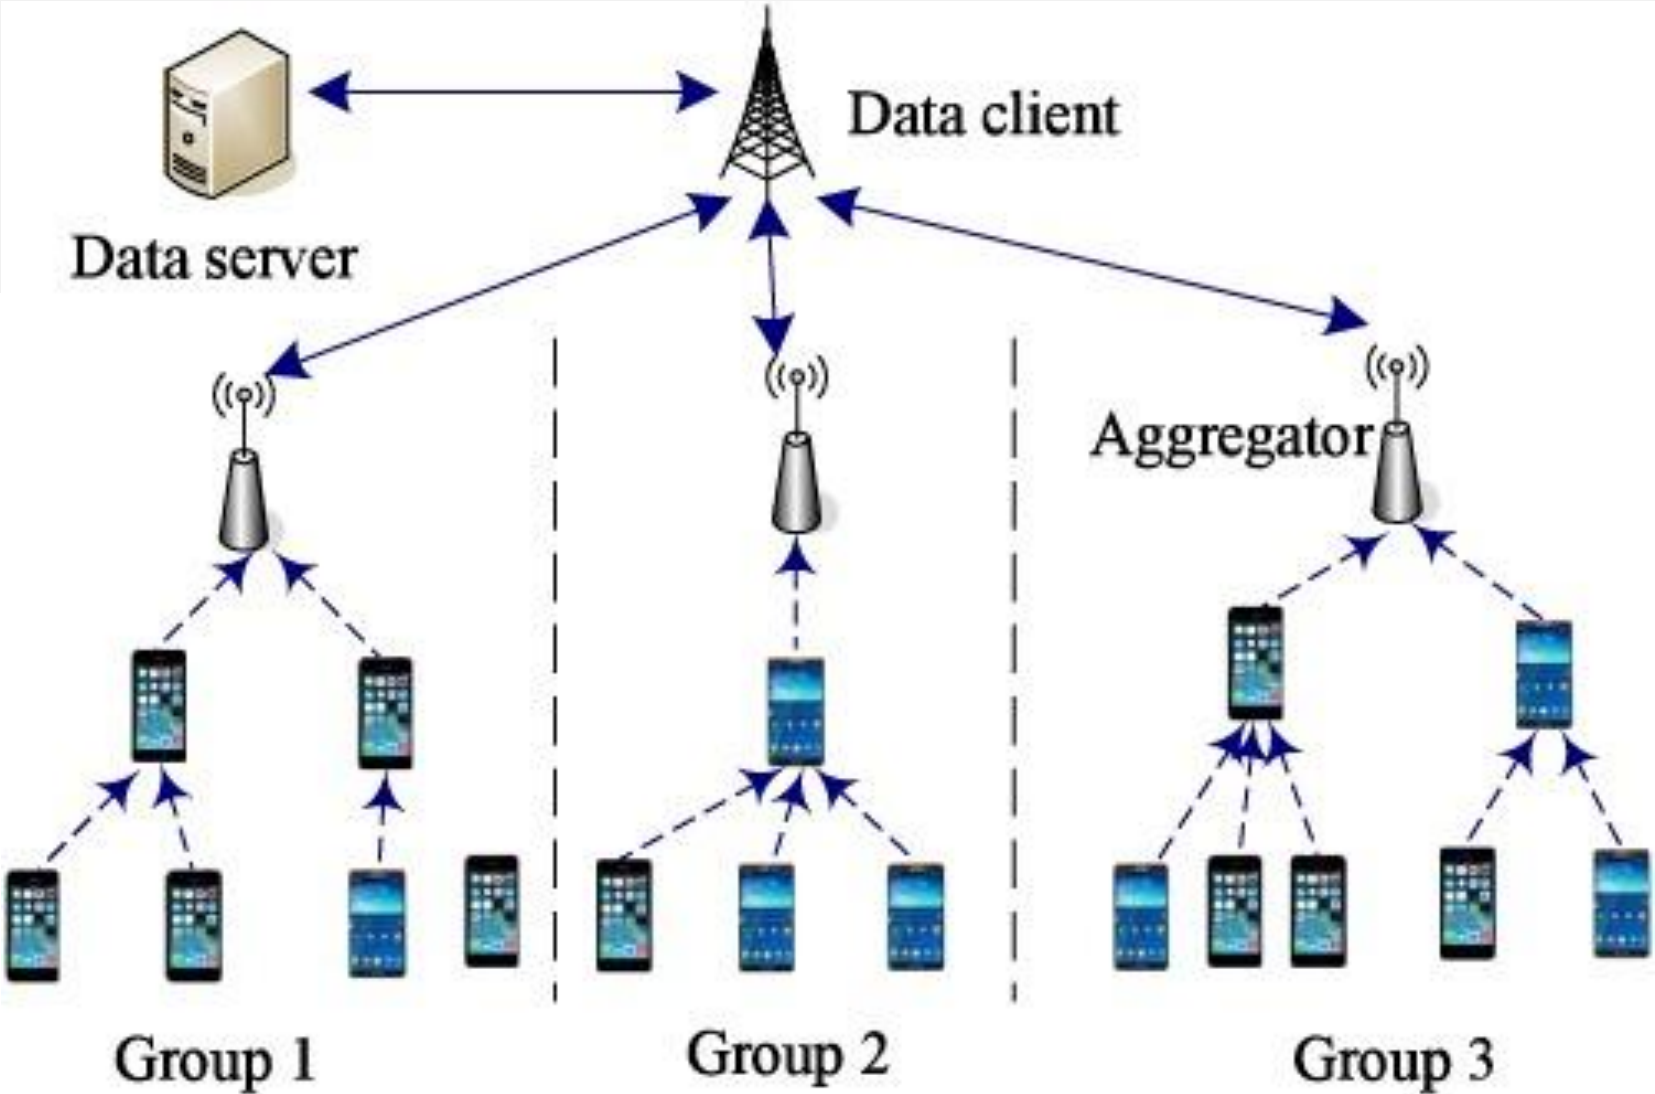 Data client
Data server
Aggregator
Group 1
Group 2
Group 3